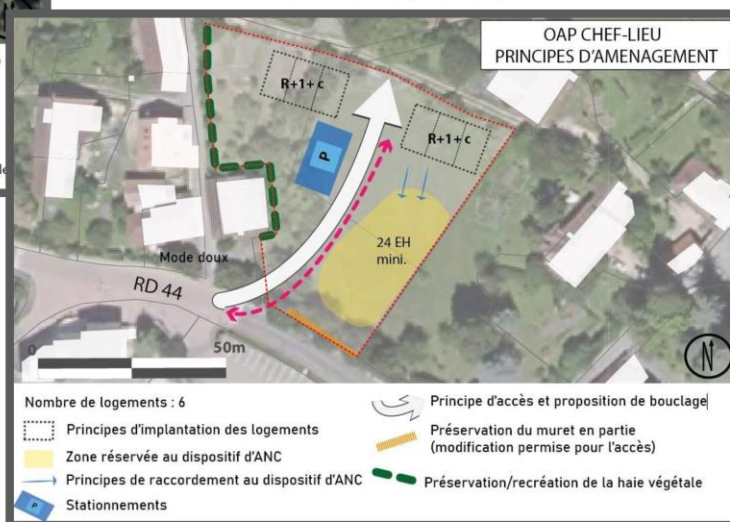 OAP CHEF-LIEU
PRINCIPES D'AMENAGEMENT
R+1+c
R+1+c
P
24 EH
mini.
Mode doux
RD 44
0
50m
N
Nombre de logements : 6
Principes d'implantation des logements
Zone réservée au dispositif d'ANC
Principes de raccordement au dispositif d'ANC
P
Stationnements
Principe d'accès et proposition de bouclage
Préservation du muret en partie
(modification permise pour l'accès)
Préservation/recréation de la haie végétale